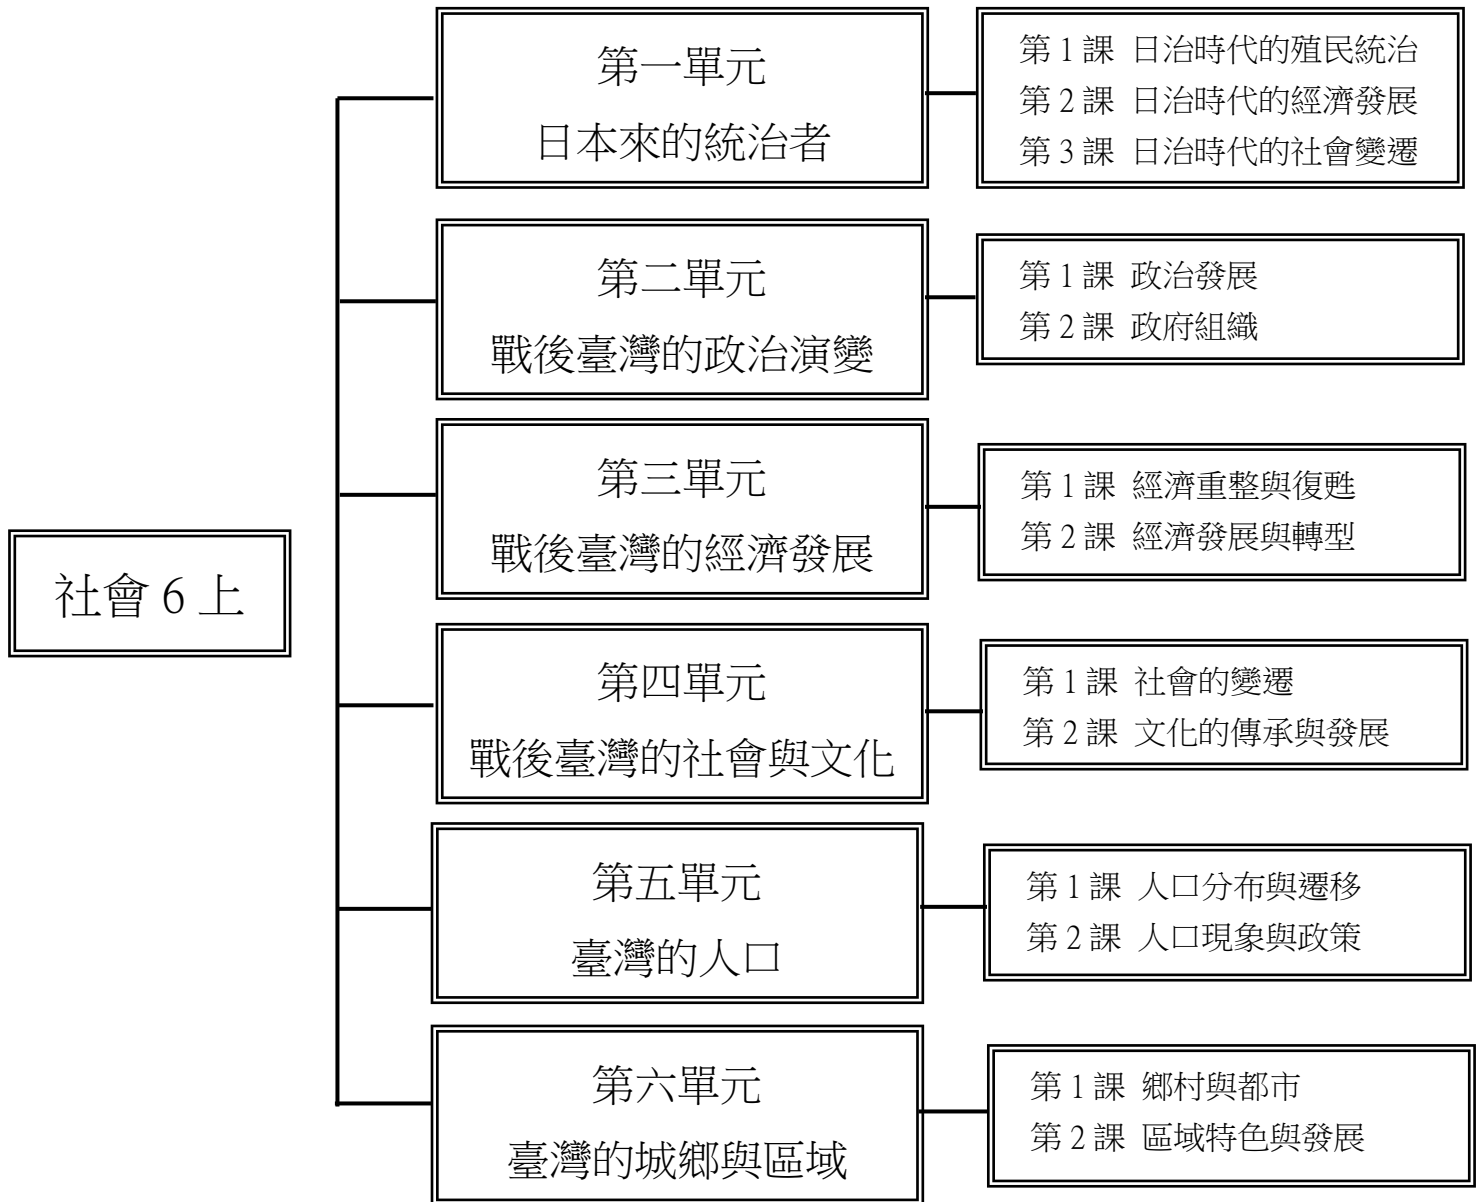 社會 6 上
第一單元
日本來的統治者
第 1 課 日治時代的殖民統治
第 2 課 日治時代的經濟發展
第 3 課 日治時代的社會變遷
第二單元
戰後臺灣的政治演變
第 1 課 政治發展
第 2 課 政府組織
第三單元
戰後臺灣的經濟發展
第 1 課 經濟重整與復甦
第 2 課 經濟發展與轉型
第四單元
戰後臺灣的社會與文化
第 1 課 社會的變遷
第 2 課 文化的傳承與發展
第五單元
臺灣的人口
第 1 課 人口分布與遷移
第 2 課 人口現象與政策
第六單元
臺灣的城鄉與區域
第 1 課 鄉村與都市
第 2 課 區域特色與發展